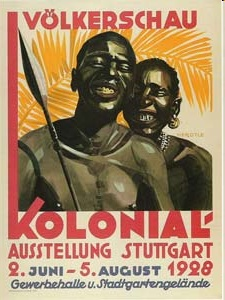 VÖLKERSCHAU
KOLONIAL-
AUSSTELLUNG STUTTGART
2. JUNI - 5. AUGUST 1928
Gewerbehalle u. Stadtgartengelände